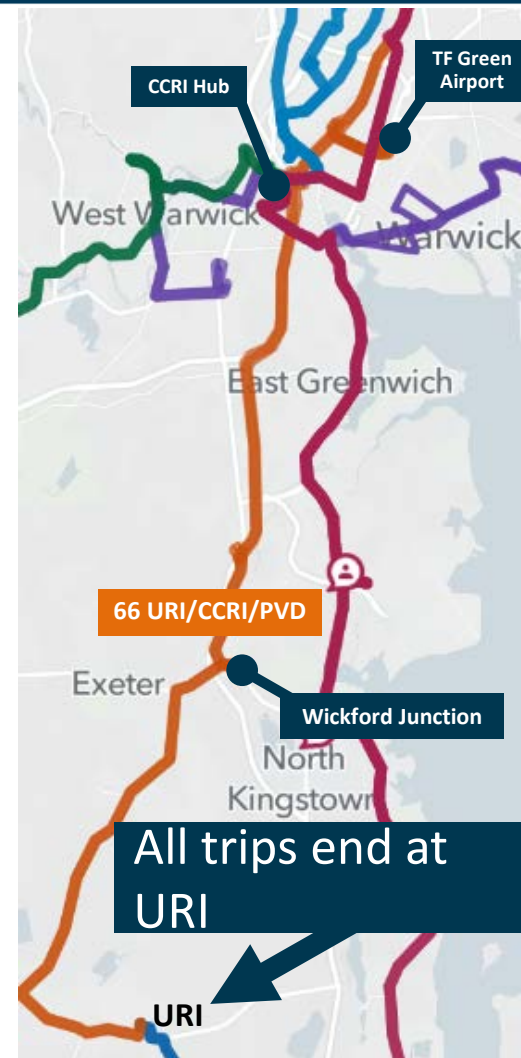 TF Green
Airport
CCRI Hub
West Warwick
Warwick
East Greenwich
66 URI/CCRI/PVD
Exeter
Wickford Junction
North
Kingstown
All trips end at
URI
URI